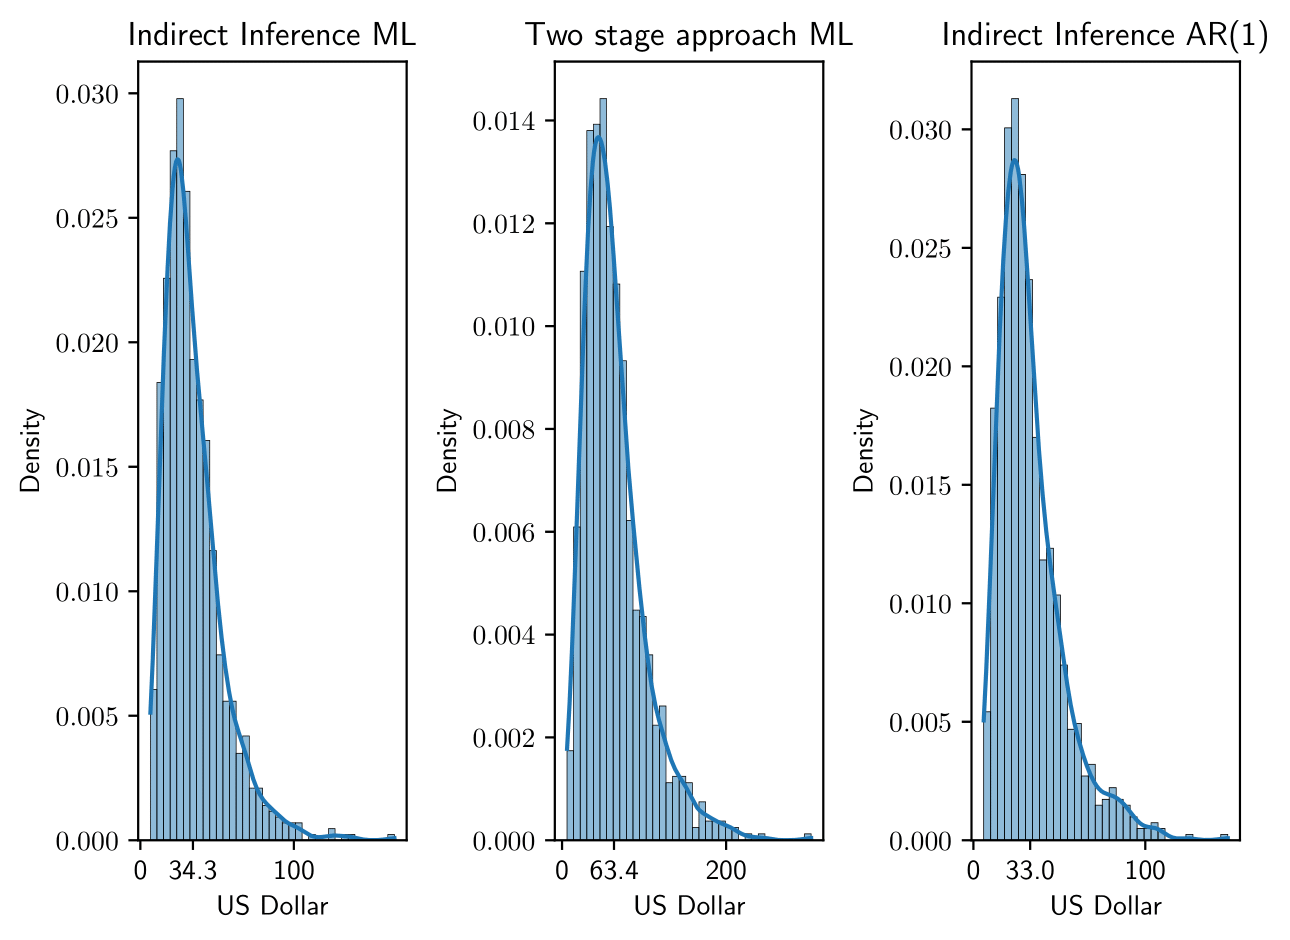 Indirect Inference ML
Two stage approach ML
Indirect Inference AR(1)
0.030
0.025
0.020
0.015
0.010
0.005
0.000
Density
0 34.3 100
US Dollar
0.014
0.012
0.010
0.008
0.006
0.004
0.002
0.000
Density
0 63.4 200
US Dollar
0.030
0.025
0.020
0.015
0.010
0.005
0.000
Density
0 33.0 100
US Dollar